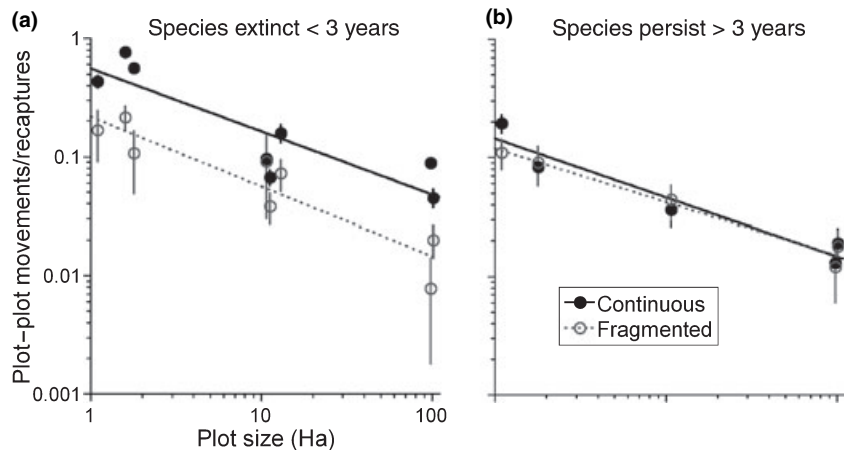 (a)
Species extinct < 3 years
(b)
Species persist > 3 years
Plot–plot movements/recaptures
1
0.1
0.01
0.001
1
10
100
Plot size (Ha)
Continuous
Fragmented